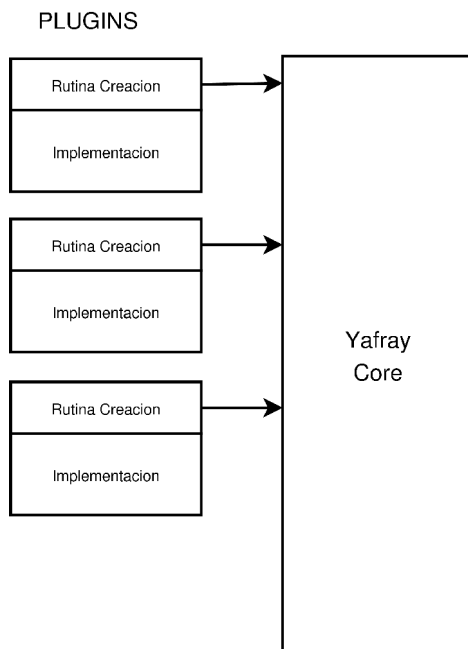 PLUGINS
Rutina Creacion
Implementacion
Rutina Creacion
Implementacion
Rutina Creacion
Implementacion
Yafray
Core